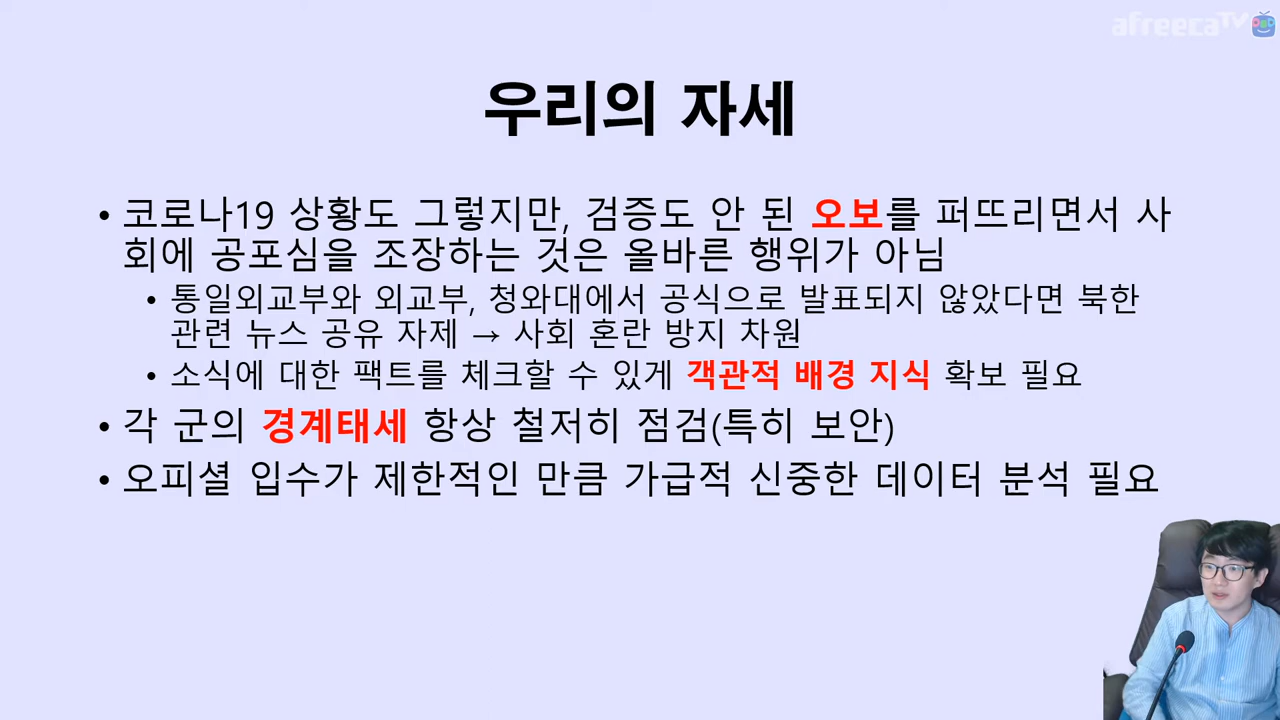 afreecaTV
우리의 자세
• 코로나19 상황도 그렇지만, 검증도 안 된 오보를 퍼뜨리면서 사
회에 공포심을 조장하는 것은 올바른 행위가 아님
• 통일외교부와 외교부, 청와대에서 공식으로 발표되지 않았다면 북한
관련 뉴스 공유 자제 → 사회 혼란 방지 차원
• 소식에 대한 팩트를 체크할 수 있게 객관적 배경 지식 확보 필요
• 각 군의 경계태세 항상 철저히 점검(특히 보안)
• 오피셜 입수가 제한적인 만큼 가급적 신중한 데이터 분석 필요